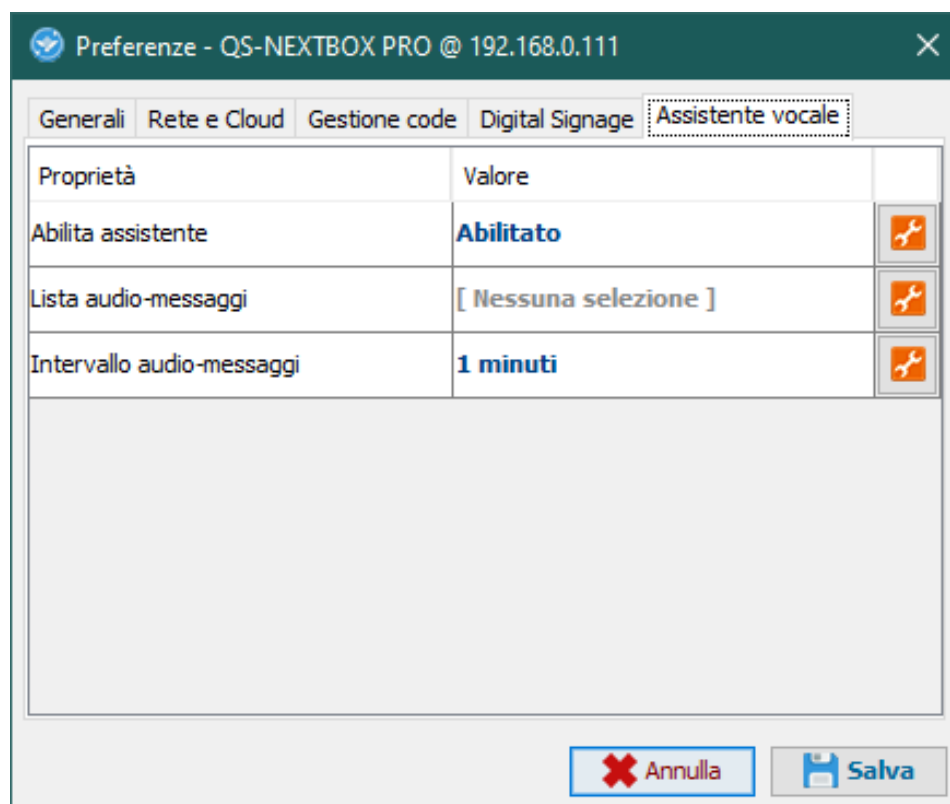 Preferenze - QS-NEXTBOX PRO @ 192.168.0.111
Generali Rete e Cloud Gestione code Digital Signage Assistente vocale
Proprietà Valore
Abilita assistente Abilitato
Lista audio-messaggi [ Nessuna selezione ]
Intervallo audio-messaggi 1 minuti
Annulla Salva